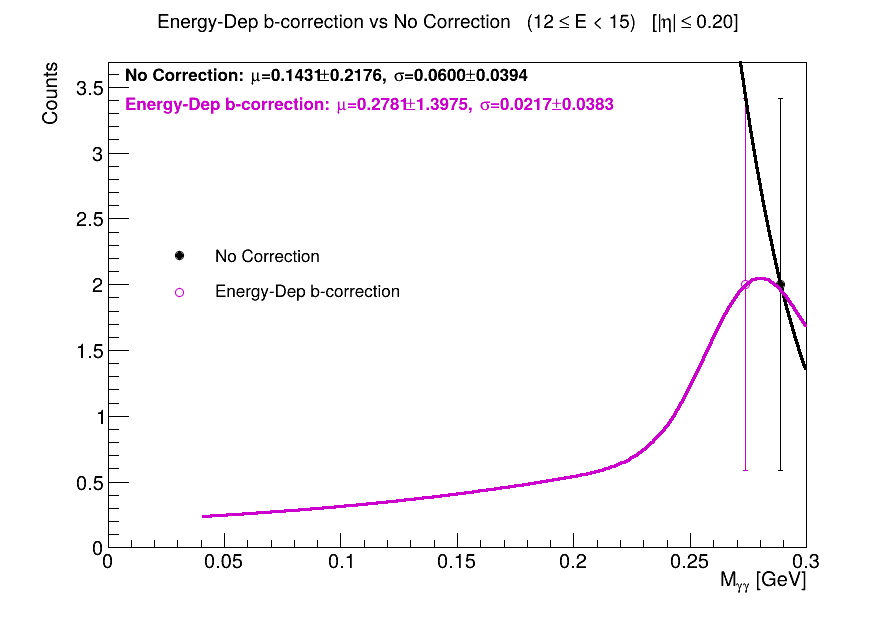 Energy-Dep b-correction vs No Correction (12 ≤ E < 15) [|η| ≤ 0.20]
Counts
No Correction: μ=0.1431±0.2176, σ=0.0600±0.0394
Energy-Dep b-correction: μ=0.2781±1.3975, σ=0.0217±0.0383
3.5
3
2.5
No Correction
2
Energy-Dep b-correction
1.5
1
0.5
0
0 0.05 0.1 0.15 0.2 0.25 0.3
Mγγ [GeV]